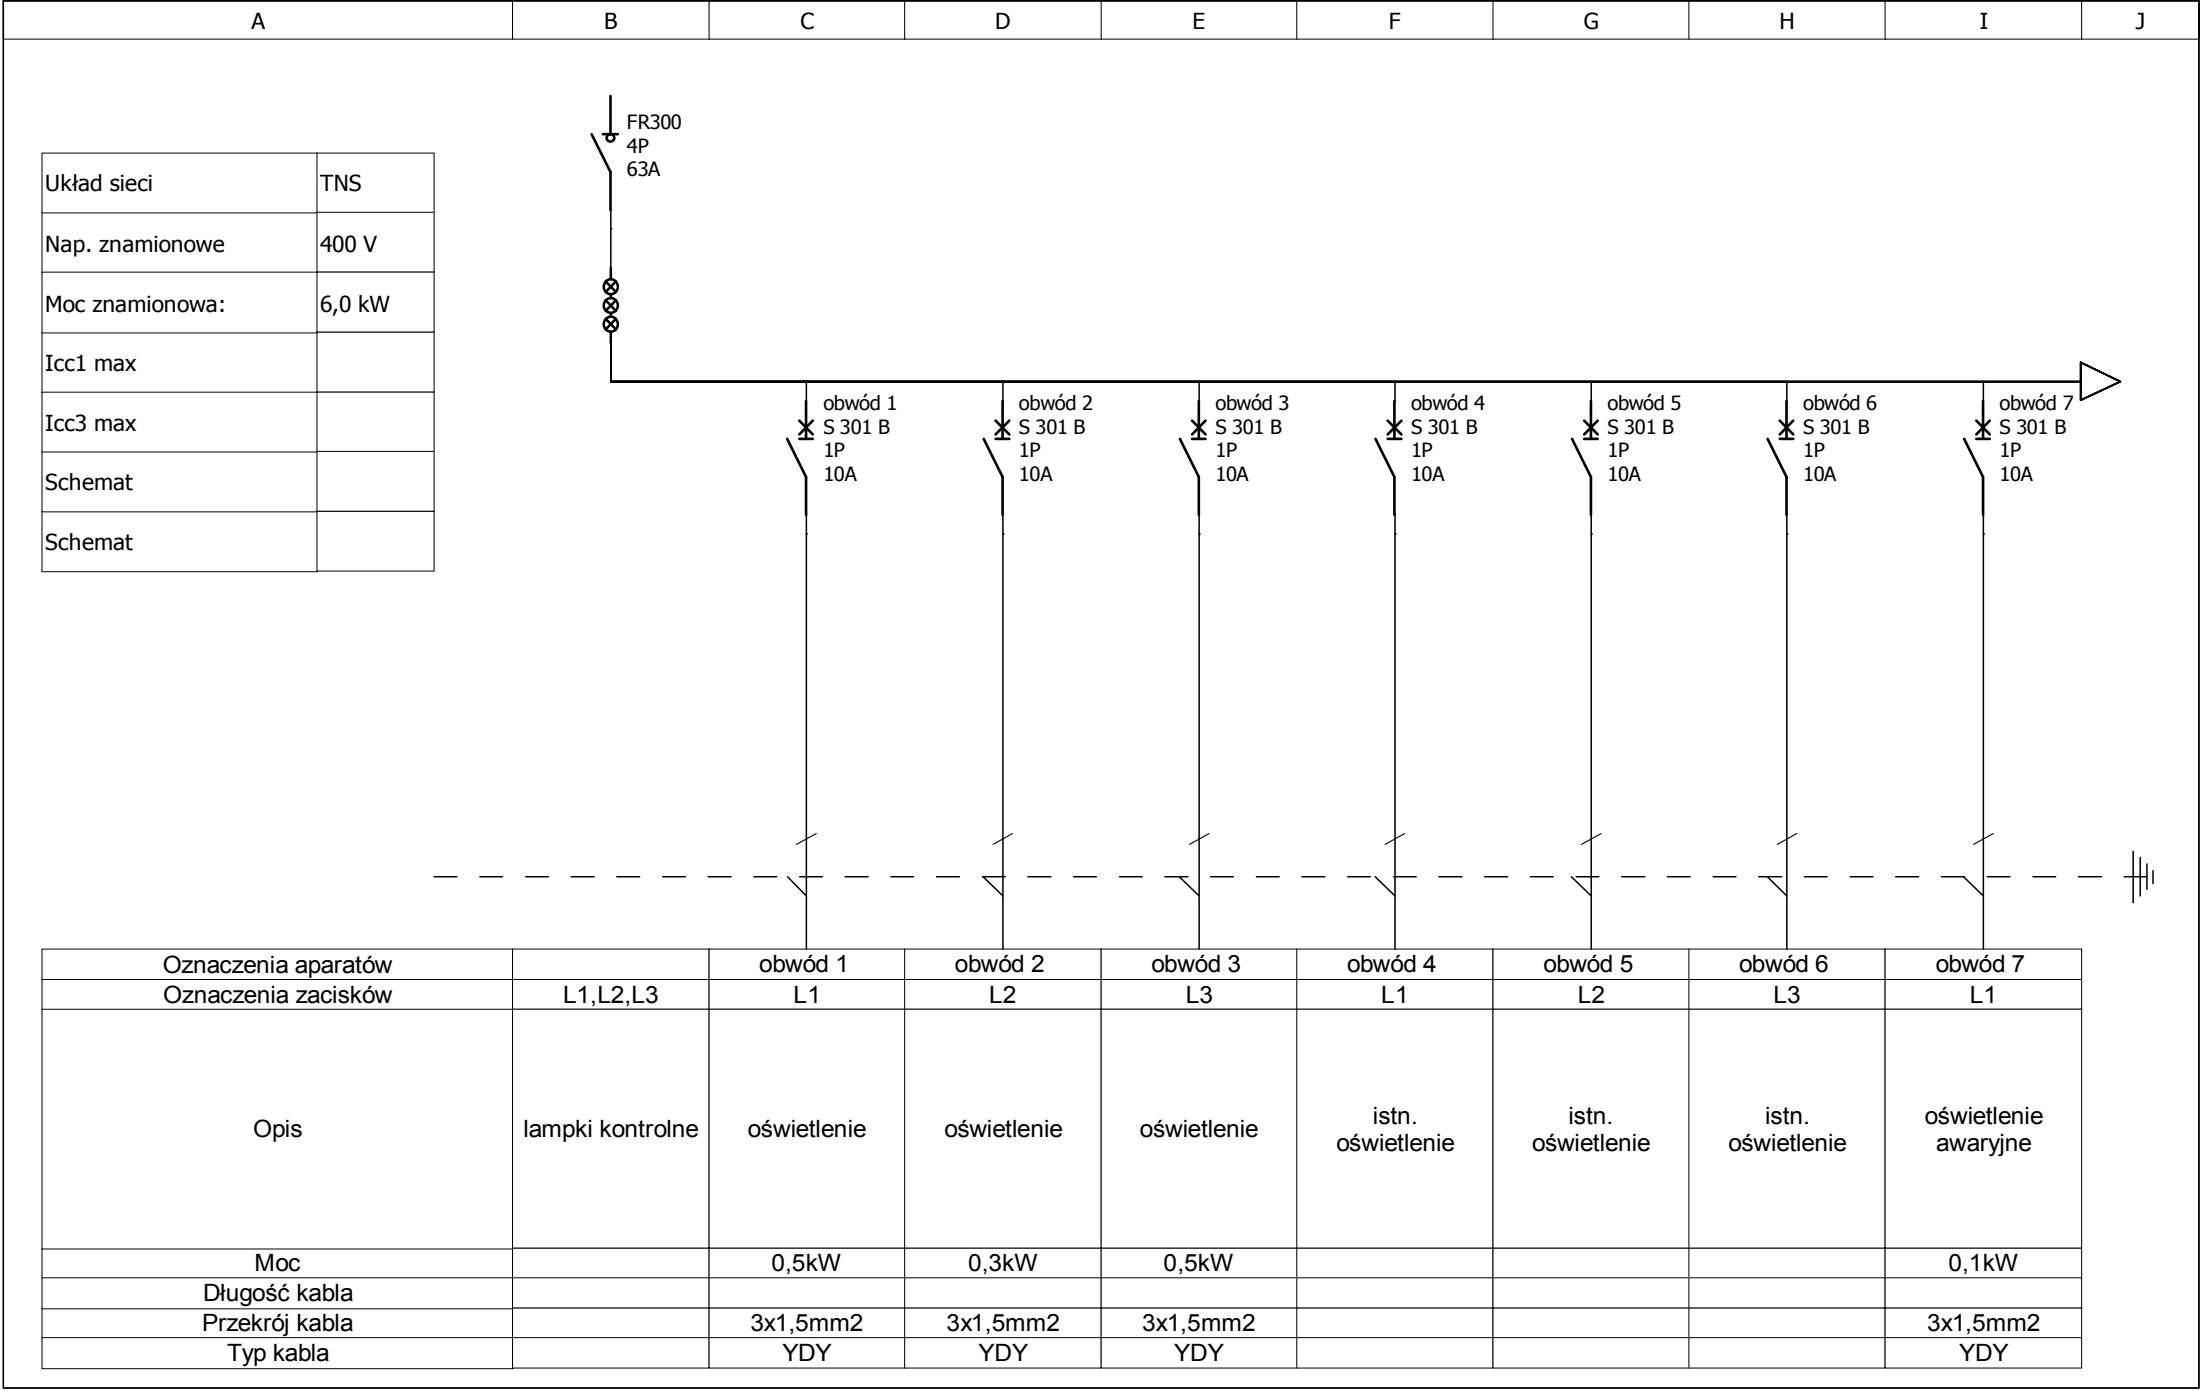 A B C D E F G H I J
FR300
4P
63A
Układ sieci TNS
Nap. znamionowe 400 V
Moc znamionowa: 6,0 kW
Icc1 max
Icc3 max
Schemat
Schemat
obwód 1 obwód 2 obwód 3 obwód 4 obwód 5 obwód 6 obwód 7
S 301 B S 301 B S 301 B S 301 B S 301 B S 301 B S 301 B
1P 1P 1P 1P 1P 1P 1P
10A 10A 10A 10A 10A 10A 10A
Oznaczenia aparatów obwód 1 obwód 2 obwód 3 obwód 4 obwód 5 obwód 6 obwód 7
Oznaczenia zacisków L1,L2,L3 L1 L2 L3 L1 L2 L3 L1
Opis lampki kontrolne oświetlenie oświetlenie oświetlenie istn. oświetlenie istn. oświetlenie istn. oświetlenie oświetlenie awaryjne
Moc 0,5kW 0,3kW 0,5kW 0,1kW
Długość kabla
Przekrój kabla 3x1,5mm2 3x1,5mm2 3x1,5mm2 3x1,5mm2
Typ kabla YDY YDY YDY YDY